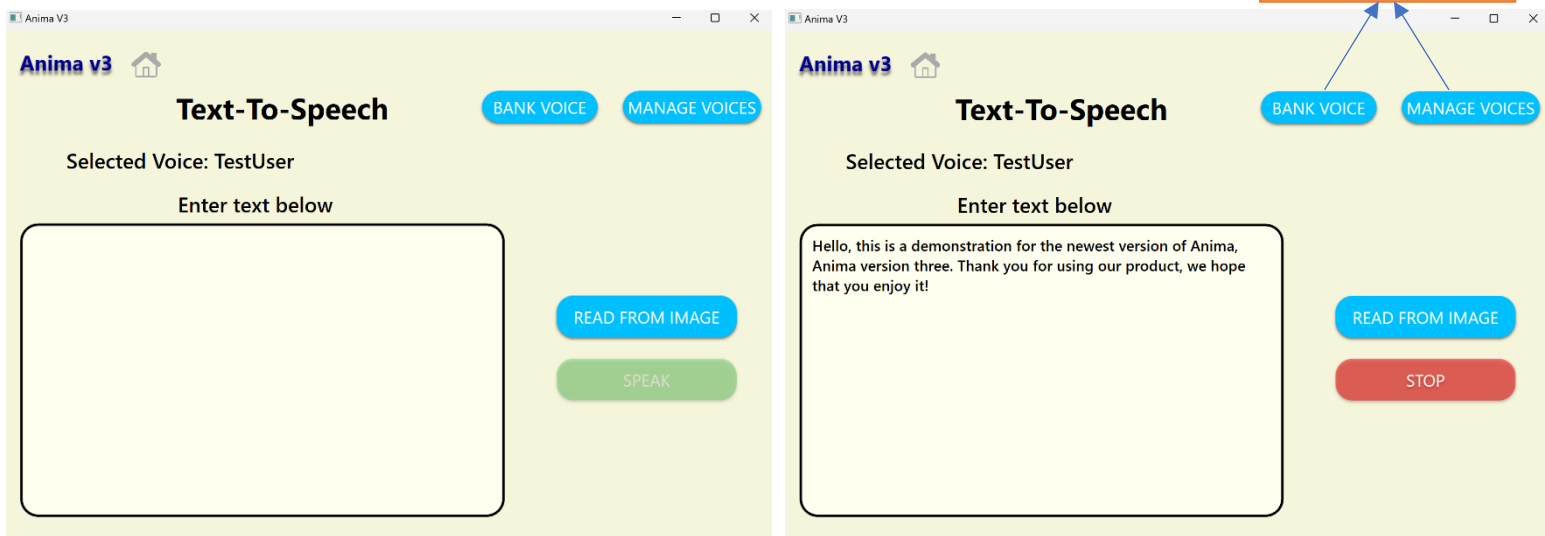 Anima V3
Anima v3
Text-To-Speech
BANK VOICE
MANAGE VOICES
Selected Voice: TestUser
Enter text below
READ FROM IMAGE
SPEAK
Anima V3
Anima v3
Text-To-Speech
BANK VOICE
MANAGE VOICES
Selected Voice: TestUser
Enter text below
Hello, this is a demonstration for the newest version of Anima,
Anima version three. Thank you for using our product, we hope
that you enjoy it!
READ FROM IMAGE
STOP